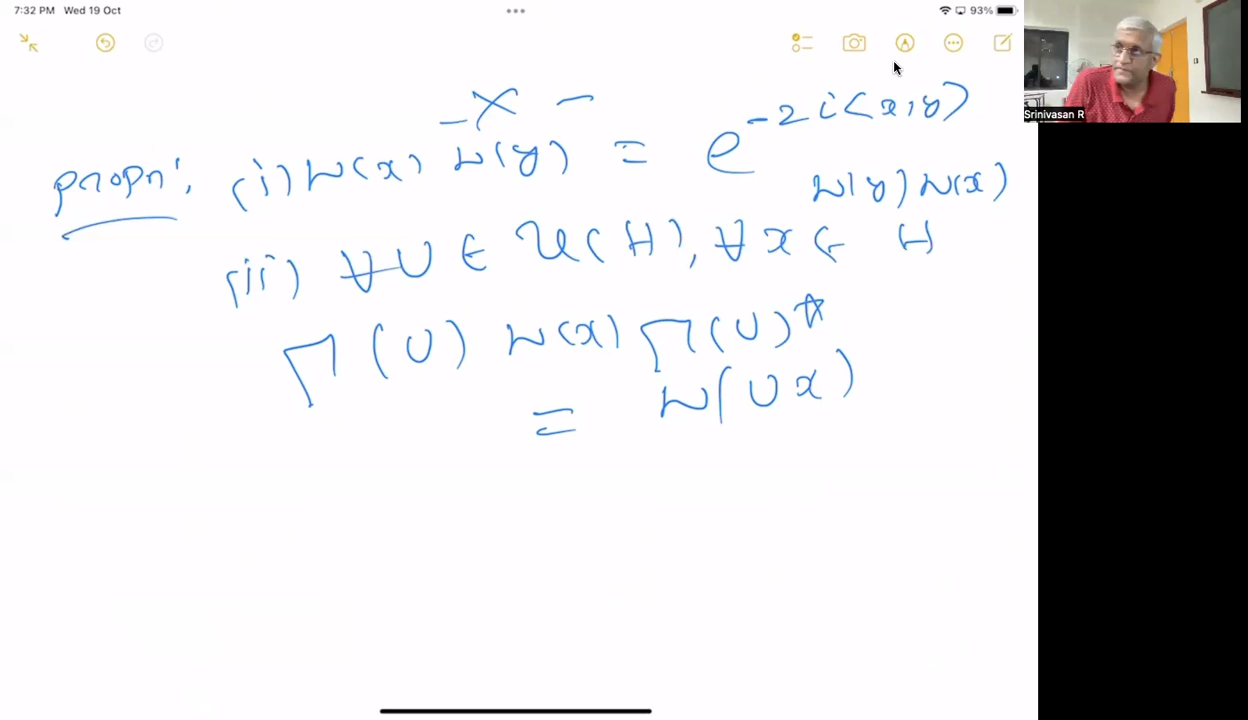 7:32 PM Wed 19 Oct
93%
Srinivasan R
— X —
propn: (i) W(x) W(y) = e^{-2i<x,y>}
W(y) W(x)
(ii) ∀ U ∈ U(H), ∀ x ∈ H
Γ(U) W(x) Γ(U)*
= W(Ux)